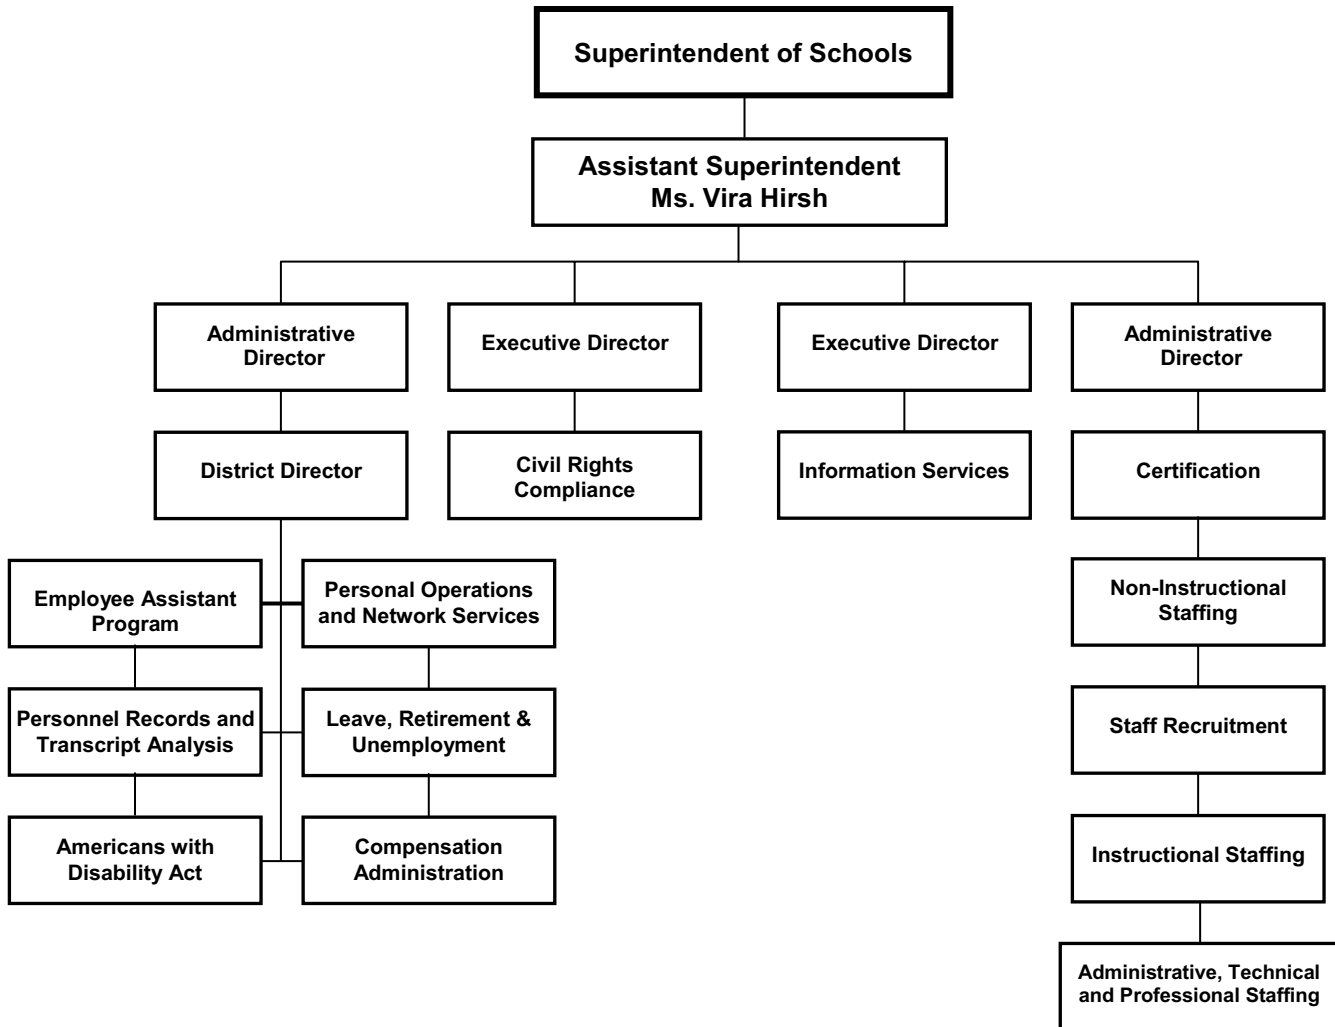 Superintendent of Schools
Assistant Superintendent
Ms. Vira Hirsh
Administrative
Director
Executive Director
Executive Director
Administrative
Director
District Director
Civil Rights
Compliance
Information Services
Certification
Employee Assistant
Program
Personal Operations
and Network Services
Non-Instructional
Staffing
Personnel Records and
Transcript Analysis
Leave, Retirement &
Unemployment
Staff Recruitment
Americans with
Disability Act
Compensation
Administration
Instructional Staffing
Administrative, Technical
and Professional Staffing